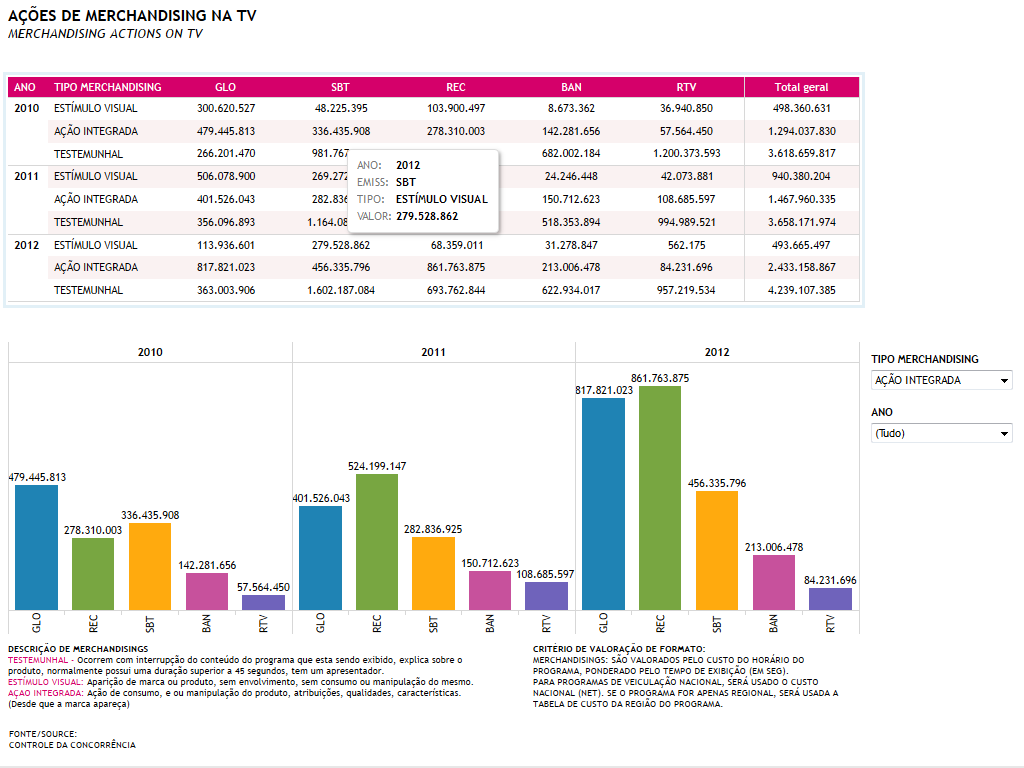 AÇÕES DE MERCHANDISING NA TV
MERCHANDISING ACTIONS ON TV
ANO TIPO MERCHANDISING GLO SBT REC BAN RTV Total geral
2010 ESTÍMULO VISUAL 300.620.527 48.225.395 103.900.497 8.673.362 36.940.850 498.360.631
AÇÃO INTEGRADA 479.445.813 336.435.908 278.310.003 142.281.656 57.564.450 1.294.037.830
TESTEMUNHAL 266.201.470 981.767 682.002.184 1.200.373.593 3.618.659.817
2011 ESTÍMULO VISUAL 506.078.900 269.272 24.246.448 42.073.881 940.380.204
AÇÃO INTEGRADA 401.526.043 282.836 150.712.623 108.685.597 1.467.960.335
TESTEMUNHAL 356.096.893 1.164.08 518.353.894 994.989.521 3.658.171.974
2012 ESTÍMULO VISUAL 113.936.601 279.528.862 68.359.011 31.278.847 562.175 493.665.497
AÇÃO INTEGRADA 817.821.023 456.335.796 861.763.875 213.006.478 84.231.696 2.433.158.867
TESTEMUNHAL 363.003.906 1.602.187.084 693.762.844 622.934.017 957.219.534 4.239.107.385
ANO: 2012
EMISS: SBT
TIPO: ESTÍMULO VISUAL
VALOR: 279.528.862
2010 2011 2012
479.445.813 278.310.003 336.435.908 142.281.656 57.564.450
401.526.043 524.199.147 282.836.925 150.712.623 108.685.597
817.821.023 861.763.875 456.335.796 213.006.478 84.231.696
GLO REC SBT BAN RTV GLO REC SBT BAN RTV GLO REC SBT BAN RTV
TIPO MERCHANDISING
AÇÃO INTEGRADA
ANO
(Tudo)
DESCRIÇÃO DE MERCHANDISINGS
TESTEMUNHAL - Ocorrem com interrupção do conteúdo do programa que esta sendo exibido, explica sobre o
produto, normalmente possui uma duração superior a 45 segundos, tem um apresentador.
ESTÍMULO VISUAL: Aparição de marca ou produto, sem envolvimento, sem consumo ou manipulação do mesmo.
AÇAO INTEGRADA: Ação de consumo, e ou manipulação do produto, atribuições, qualidades, características.
(Desde que a marca apareça)
CRITÉRIO DE VALORAÇÃO DE FORMATO:
MERCHANDISINGS: SÃO VALORADOS PELO CUSTO DO HORÁRIO DO
PROGRAMA, PONDERADO PELO TEMPO DE EXIBIÇÃO (EM SEG).
PARA PROGRAMAS DE VEICULAÇÃO NACIONAL, SERÁ USADO O CUSTO
NACIONAL (NET). SE O PROGRAMA FOR APENAS REGIONAL, SERÁ USADA A
TABELA DE CUSTO DA REGIÃO DO PROGRAMA.
FONTE/SOURCE:
CONTROLE DA CONCORRÊNCIA